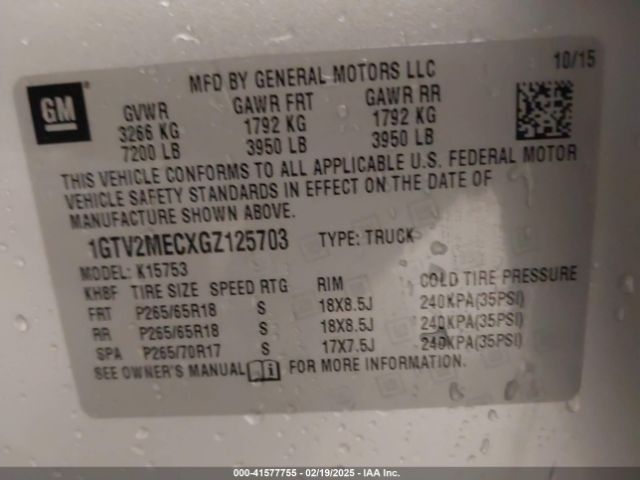 GM
MFD BY GENERAL MOTORS LLC
10/15
GVWR GAWR FRT GAWR RR
3266 KG 1792 KG 1792 KG
7200 LB 3950 LB 3950 LB
THIS VEHICLE CONFORMS TO ALL APPLICABLE U.S. FEDERAL MOTOR
VEHICLE SAFETY STANDARDS IN EFFECT ON THE DATE OF
MANUFACTURE SHOWN ABOVE.
1GTV2MECXGZ125703 TYPE: TRUCK
MODEL: K15753
KHBF TIRE SIZE SPEED RTG RIM COLD TIRE PRESSURE
FRT P265/65R18 S 18X8.5J 240KPA(35PSI)
RR P265/65R18 S 18X8.5J 240KPA(35PSI)
SPA P265/70R17 S 17X7.5J 240KPA(35PSI)
SEE OWNER'S MANUAL FOR MORE INFORMATION.
000-41577755 - 02/19/2025 - IAA Inc.